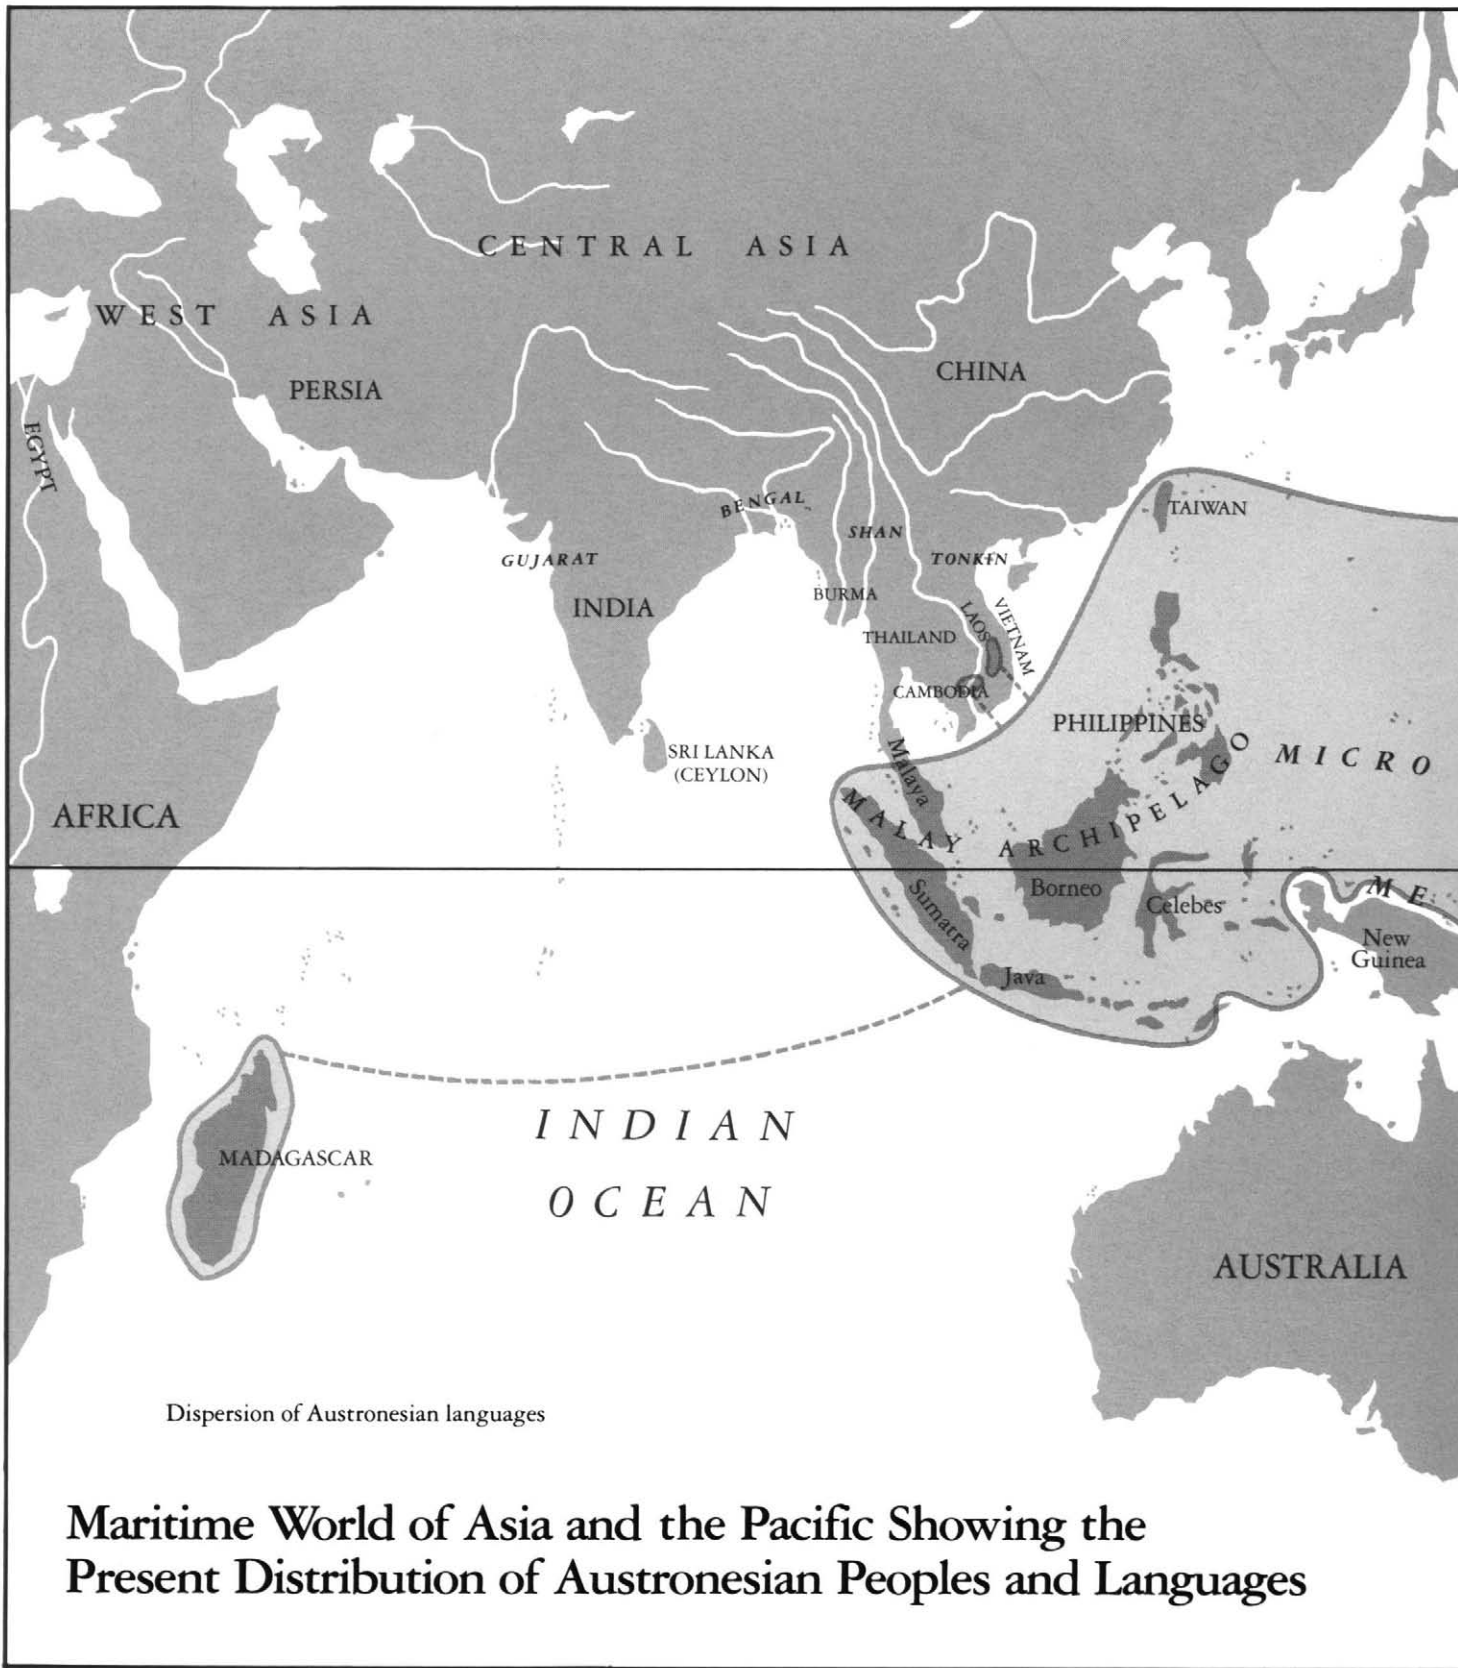 CENTRAL ASIA
WEST ASIA
PERSIA
CHINA
EGYPT
BENGAL
SHAN
TAIWAN
GUJARAT
TONKIN
INDIA
BURMA
LAOS
VIETNAM
THAILAND
CAMBODIA
PHILIPPINES
SRI LANKA
(CEYLON)
MICRO
Malaya
AFRICA
MALAY ARCHIPELAGO
Borneo
ME
Sumatra
Celebes
New
Guinea
Java
INDIAN
OCEAN
MADAGASCAR
AUSTRALIA
Dispersion of Austronesian languages
Maritime World of Asia and the Pacific Showing the
Present Distribution of Austronesian Peoples and Languages